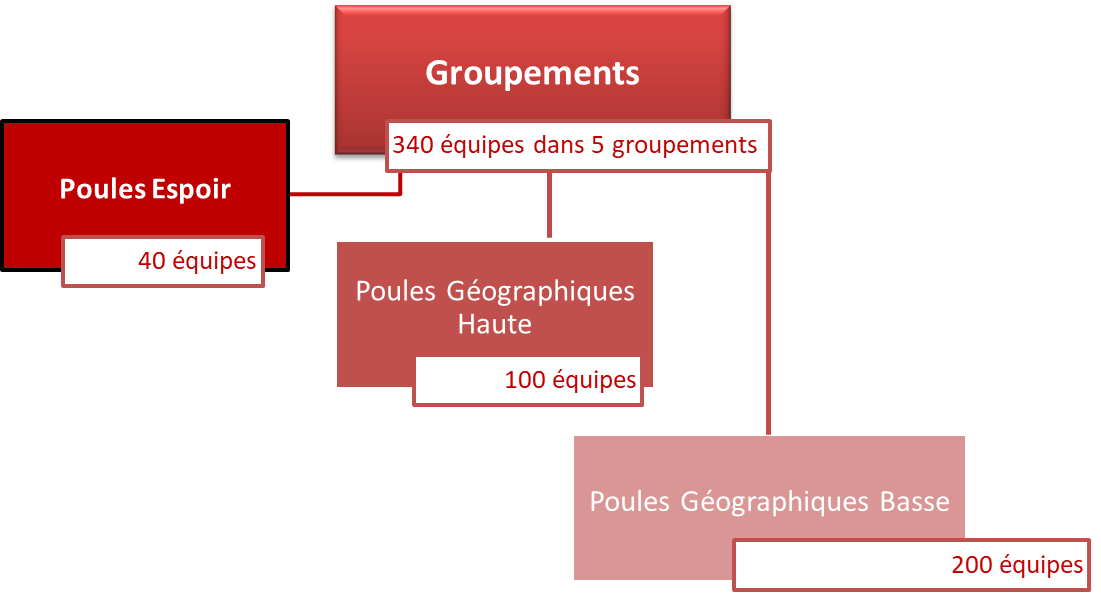 Groupements
340 équipes dans 5 groupements
Poules Espoir
40 équipes
Poules Géographiques
Haute
100 équipes
Poules Géographiques Basse
200 équipes